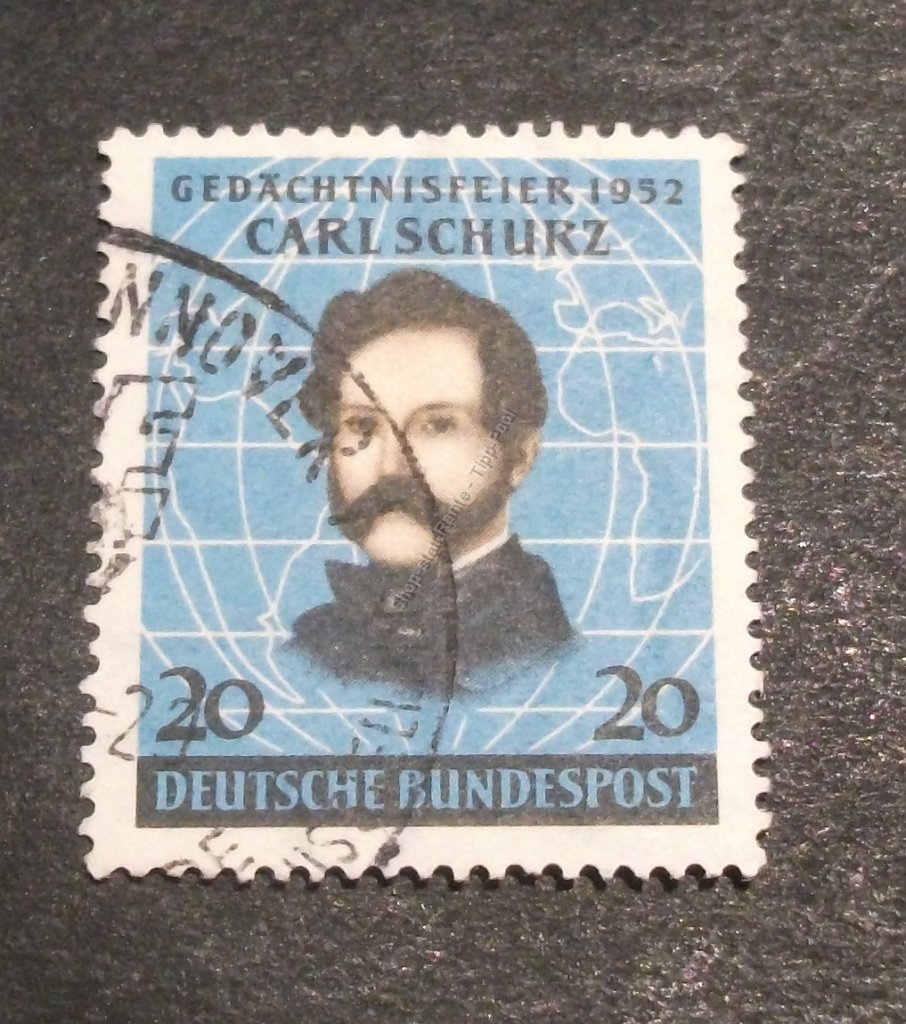 GEDÄCHTNISFEIER 1952
CARL SCHURZ
20 20
DEUTSCHE BUNDESPOST